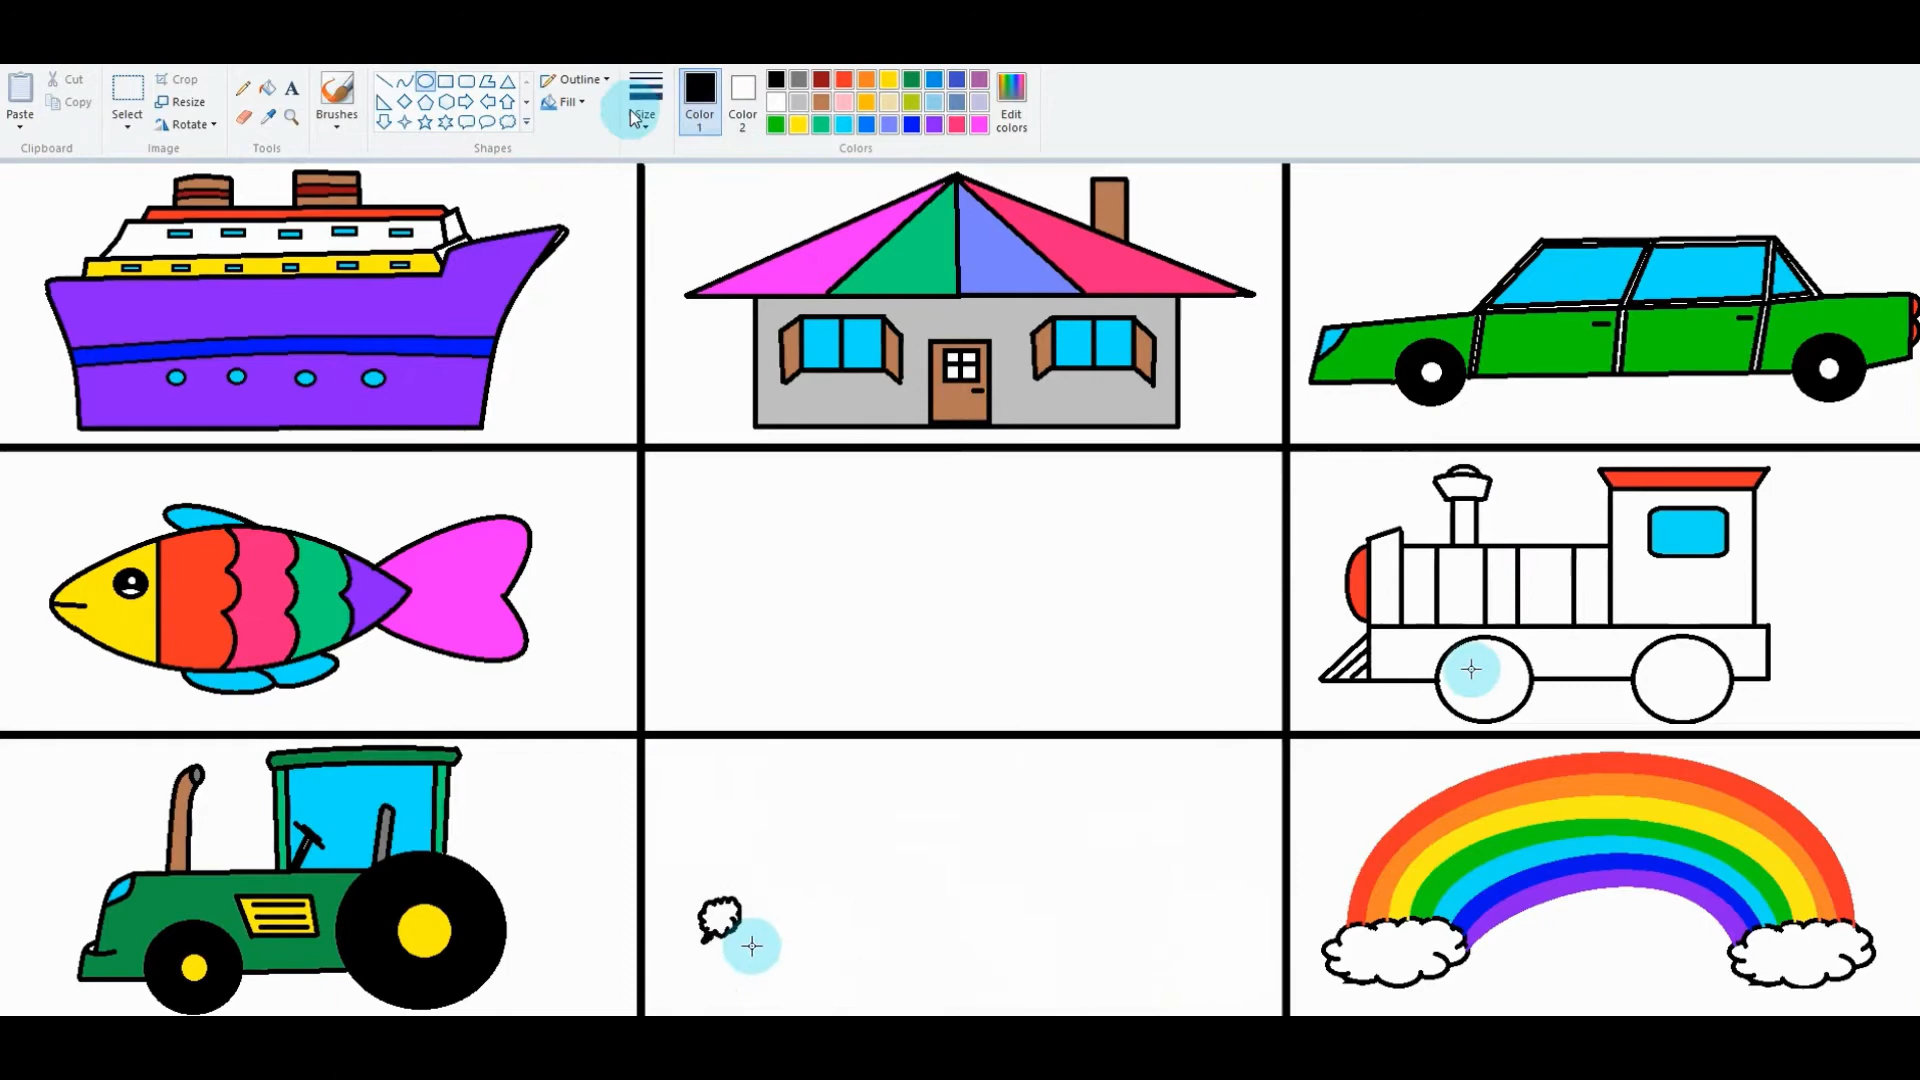 Paste
Cut
Copy
Clipboard
Select
Crop
Resize
Rotate
Image
A
Tools
Brushes
Shapes
Outline
Fill
Size
Color
1
Color
2
Colors
Edit
colors